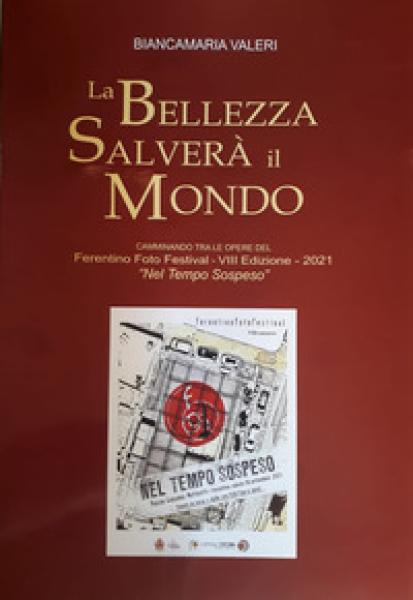 BIANCAMARIA VALERI
La BELLEZZA
SALVERÀ il
MONDO
CAMMINANDO TRA LE OPERE DEL
Ferentino Foto Festival - VIII Edizione - 2021
"Nel Tempo Sospeso"
ferentinofotofestival
NEL TEMPO SOSPESO